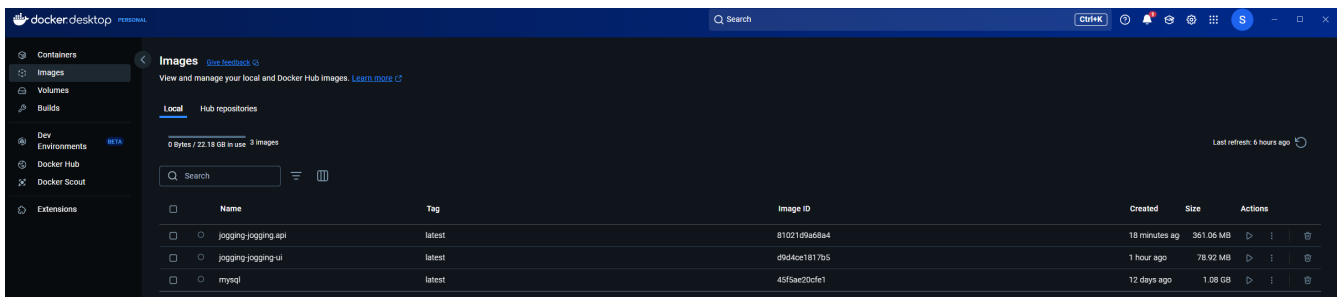 docker desktop PERSONAL
Search
Ctrl+K
S
Containers
Images
Volumes
Builds
Dev Environments BETA
Docker Hub
Docker Scout
Extensions
Images Give feedback
View and manage your local and Docker Hub images. Learn more
Local Hub repositories
0 Bytes / 22.18 GB in use 3 images
Last refresh: 6 hours ago
Search
Name Tag Image ID Created Size Actions
jogging-jogging.api latest 81021d9a68a4 18 minutes ag 361.06 MB
jogging-jogging-ui latest d9d4ce1817b5 1 hour ago 78.92 MB
mysql latest 45f5ae20cfe1 12 days ago 1.08 GB